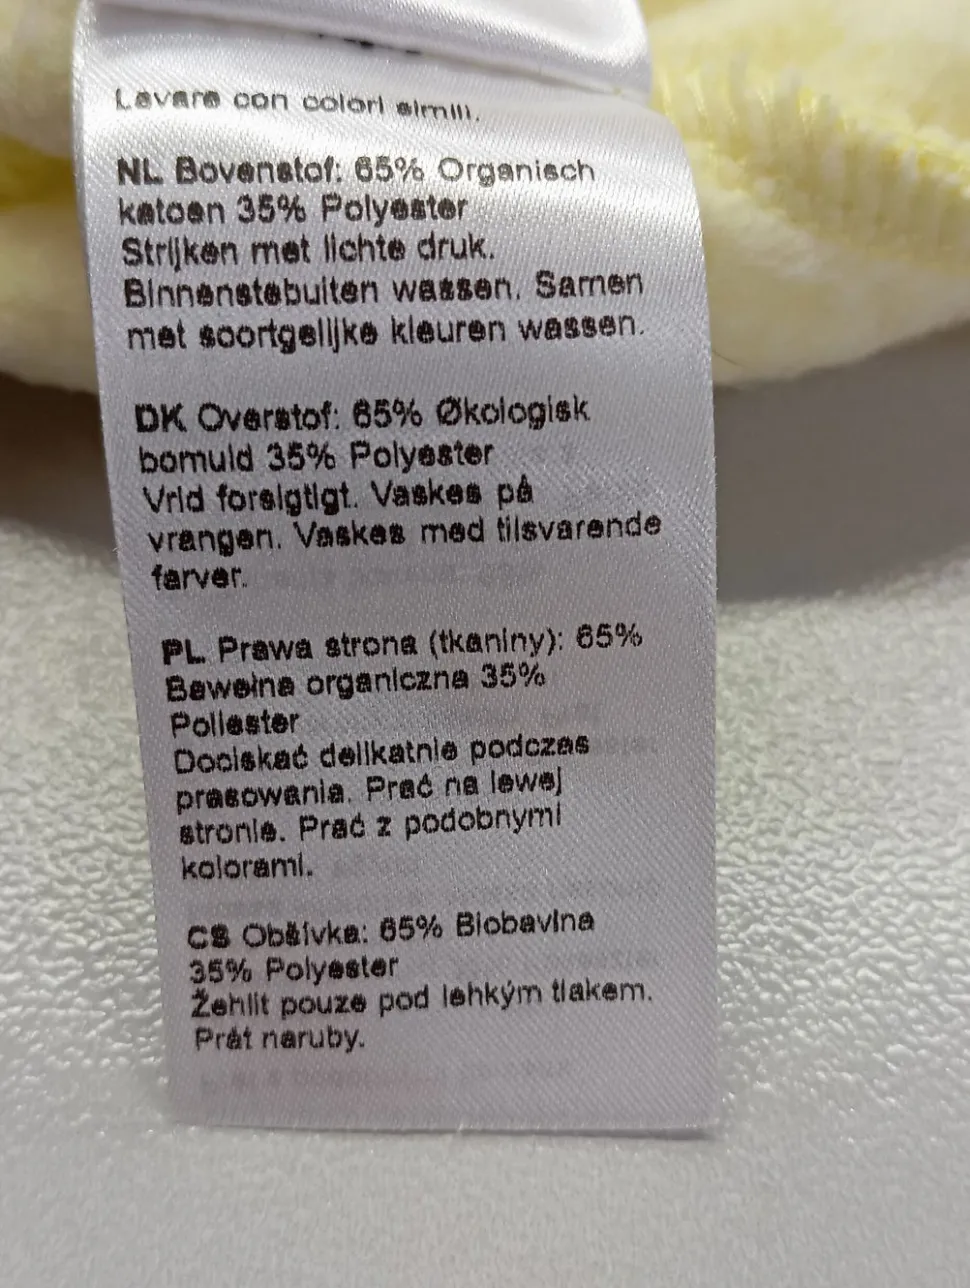 Lavare con colori simili.
NL Bovenstof: 65% Organisch
katoen 35% Polyester
Strijken met lichte druk.
Binnenstebuiten wassen. Samen
met soortgelijke kleuren wassen.
DK Overstof: 65% Økologisk
bomuld 35% Polyester
Vrid forsigtigt. Vaskes på
vrangen. Vaskes med tilsvarende
farver.
PL Prawa strona (tkaniny): 65%
Bawełna organiczna 35%
Poliester
Dociskać delikatnie podczas
prasowania. Prać na lewej
stronie. Prać z podobnymi
kolorami.
CS Obšívka: 65% Biobavlna
35% Polyester
Žehlit pouze pod lehkým tlakem.
Prát naruby.